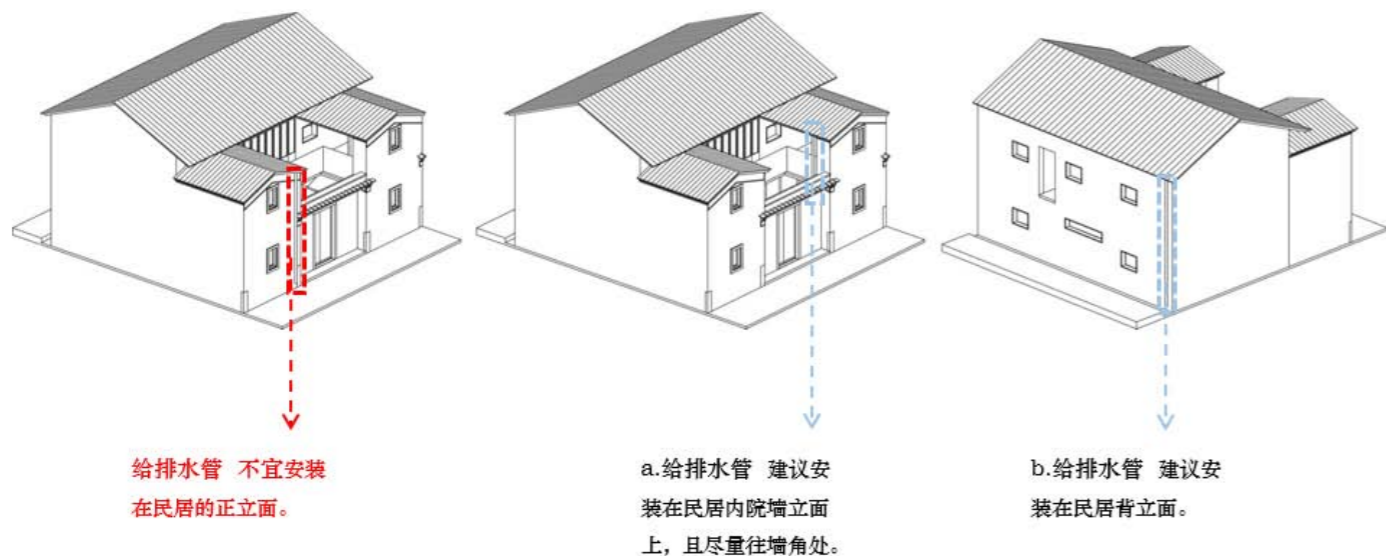 给排水管 不宜安装
在民居的正立面。
a.给排水管 建议安
装在民居内院墙立面
上，且尽量往墙角处。
b.给排水管 建议安
装在民居背立面。